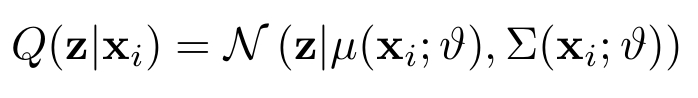 Q(𝐳|𝐱ᵢ) = 𝒩 (𝐳|μ(𝐱ᵢ; ϑ), Σ(𝐱ᵢ; ϑ))